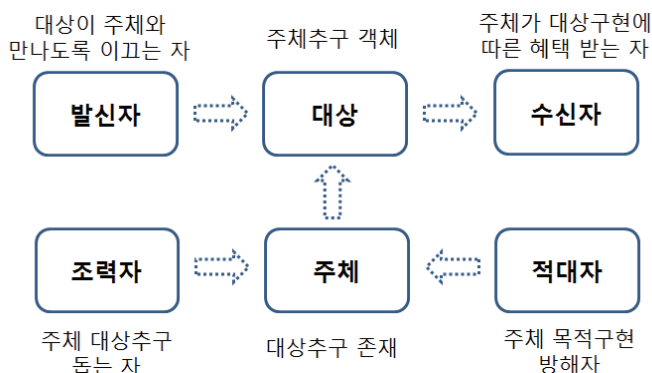 대상이 주체와
만나도록 이끄는 자
주체추구 객체
주체가 대상구현에
따른 혜택 받는 자
발신자
대상
수신자
조력자
주체
적대자
주체 대상추구
돕는 자
대상추구 존재
주체 목적구현
방해자